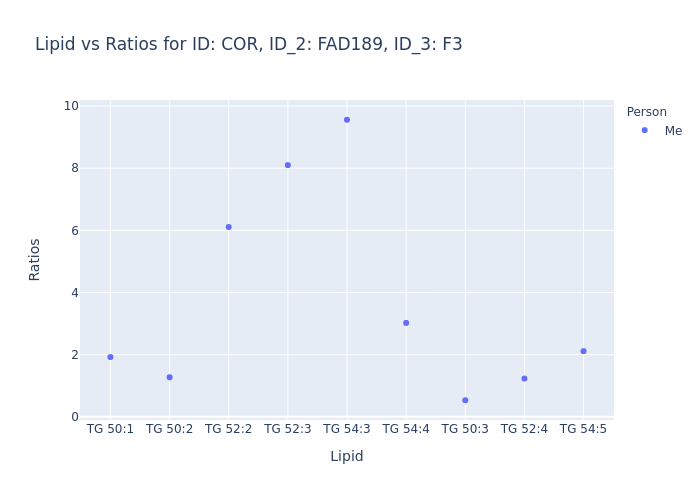 Lipid vs Ratios for ID: COR, ID_2: FAD189, ID_3: F3
Person
Me
10
8
6
4
2
0
Ratios
TG 50:1 TG 50:2 TG 52:2 TG 52:3 TG 54:3 TG 54:4 TG 50:3 TG 52:4 TG 54:5
Lipid